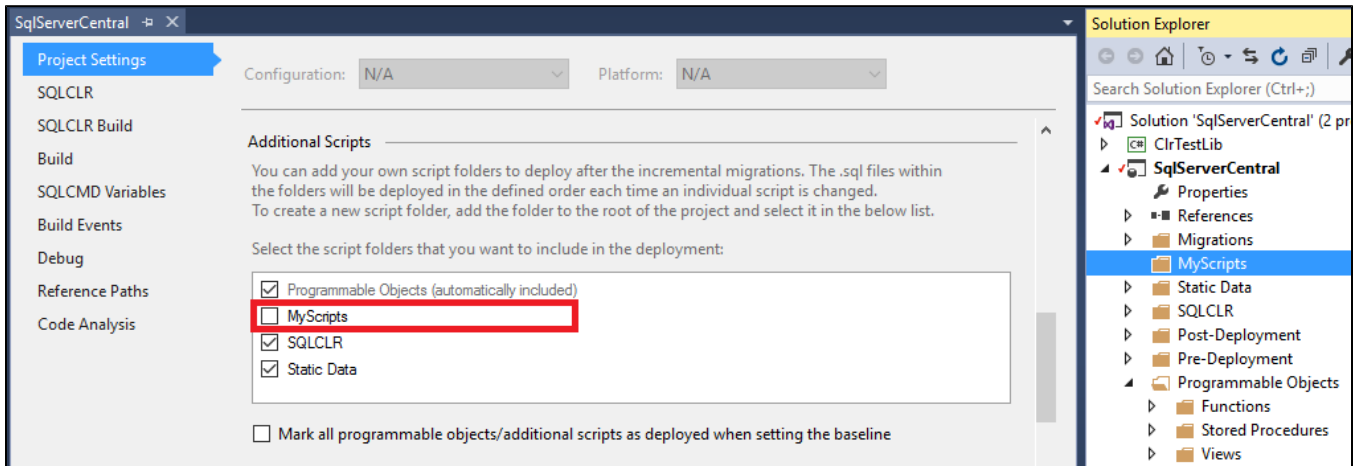 SqlServerCentral
Project Settings
SQLCLR
SQLCLR Build
Build
SQLCMD Variables
Build Events
Debug
Reference Paths
Code Analysis
Configuration: N/A Platform: N/A
Additional Scripts
You can add your own script folders to deploy after the incremental migrations. The .sql files within
the folders will be deployed in the defined order each time an individual script is changed.
To create a new script folder, add the folder to the root of the project and select it in the below list.
Select the script folders that you want to include in the deployment:
Programmable Objects (automatically included)
MyScripts
SQLCLR
Static Data
Mark all programmable objects/additional scripts as deployed when setting the baseline
Solution Explorer
Search Solution Explorer (Ctrl+;)
Solution 'SqlServerCentral' (2 pr
C# ClrTestLib
SqlServerCentral
Properties
References
Migrations
MyScripts
Static Data
SQLCLR
Post-Deployment
Pre-Deployment
Programmable Objects
Functions
Stored Procedures
Views